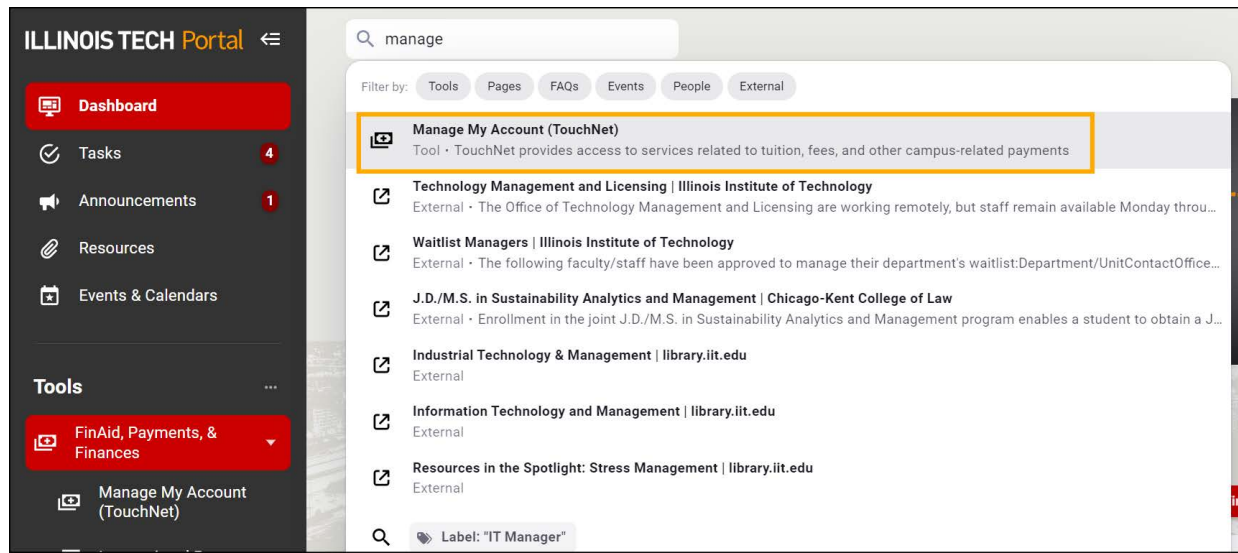 ILLINOIS TECH Portal
Dashboard
Tasks 4
Announcements 1
Resources
Events & Calendars
Tools
FinAid, Payments, &
Finances
Manage My Account
(TouchNet)
manage
Filter by: Tools Pages FAQs Events People External
Manage My Account (TouchNet)
Tool • TouchNet provides access to services related to tuition, fees, and other campus-related payments
Technology Management and Licensing | Illinois Institute of Technology
External • The Office of Technology Management and Licensing are working remotely, but staff remain available Monday throu...
Waitlist Managers | Illinois Institute of Technology
External • The following faculty/staff have been approved to manage their department's waitlist:Department/UnitContactOffice...
J.D./M.S. in Sustainability Analytics and Management | Chicago-Kent College of Law
External • Enrollment in the joint J.D./M.S. in Sustainability Analytics and Management program enables a student to obtain a J...
Industrial Technology & Management | library.iit.edu
External
Information Technology and Management | library.iit.edu
External
Resources in the Spotlight: Stress Management | library.iit.edu
External
Label: "IT Manager"